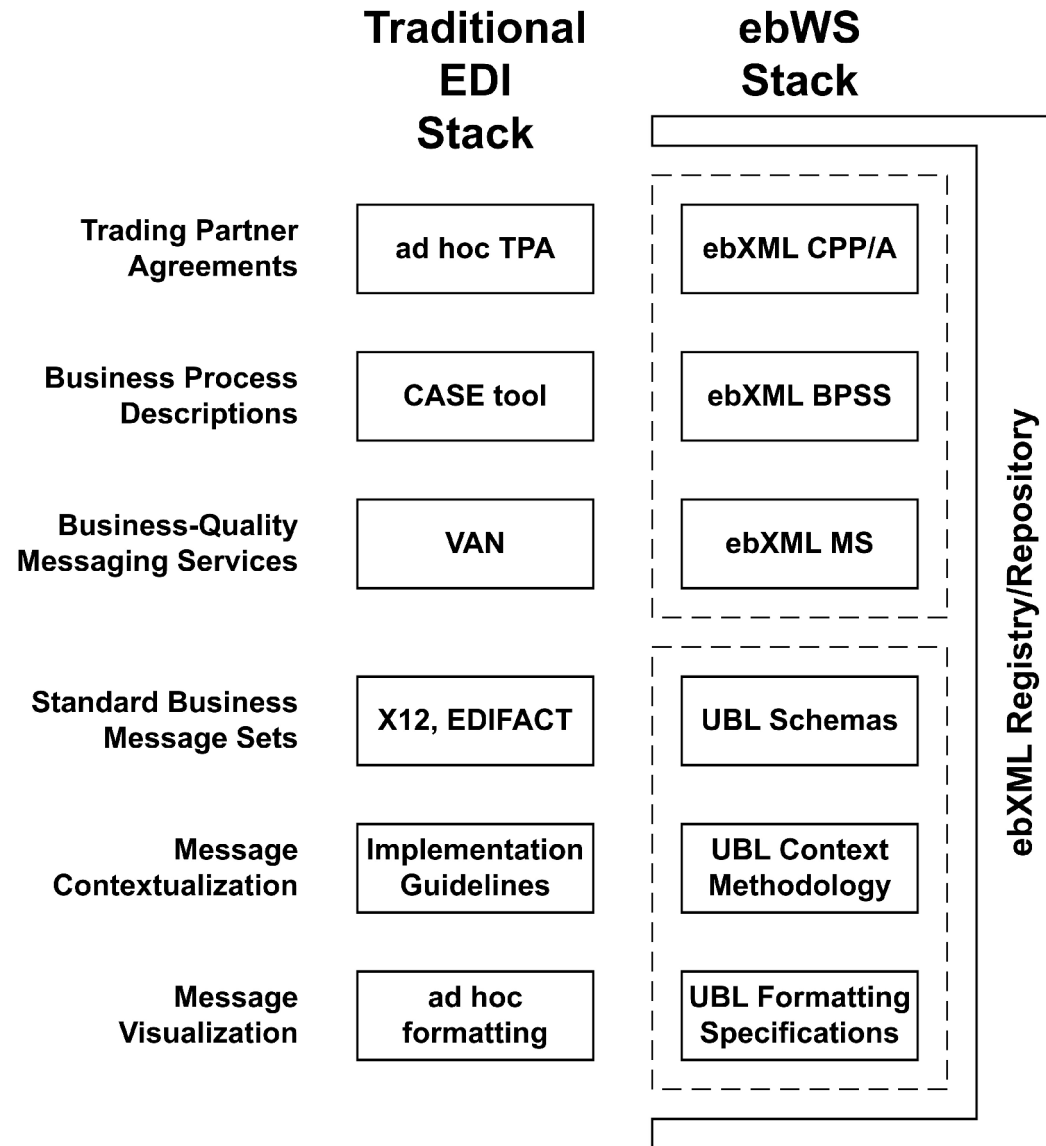 Traditional
EDI
Stack
ebWS
Stack
Trading Partner
Agreements
ad hoc TPA
ebXML CPP/A
Business Process
Descriptions
CASE tool
ebXML BPSS
Business-Quality
Messaging Services
VAN
ebXML MS
Standard Business
Message Sets
X12, EDIFACT
UBL Schemas
Message
Contextualization
Implementation
Guidelines
UBL Context
Methodology
Message
Visualization
ad hoc
formatting
UBL Formatting
Specifications
ebXML Registry/Repository